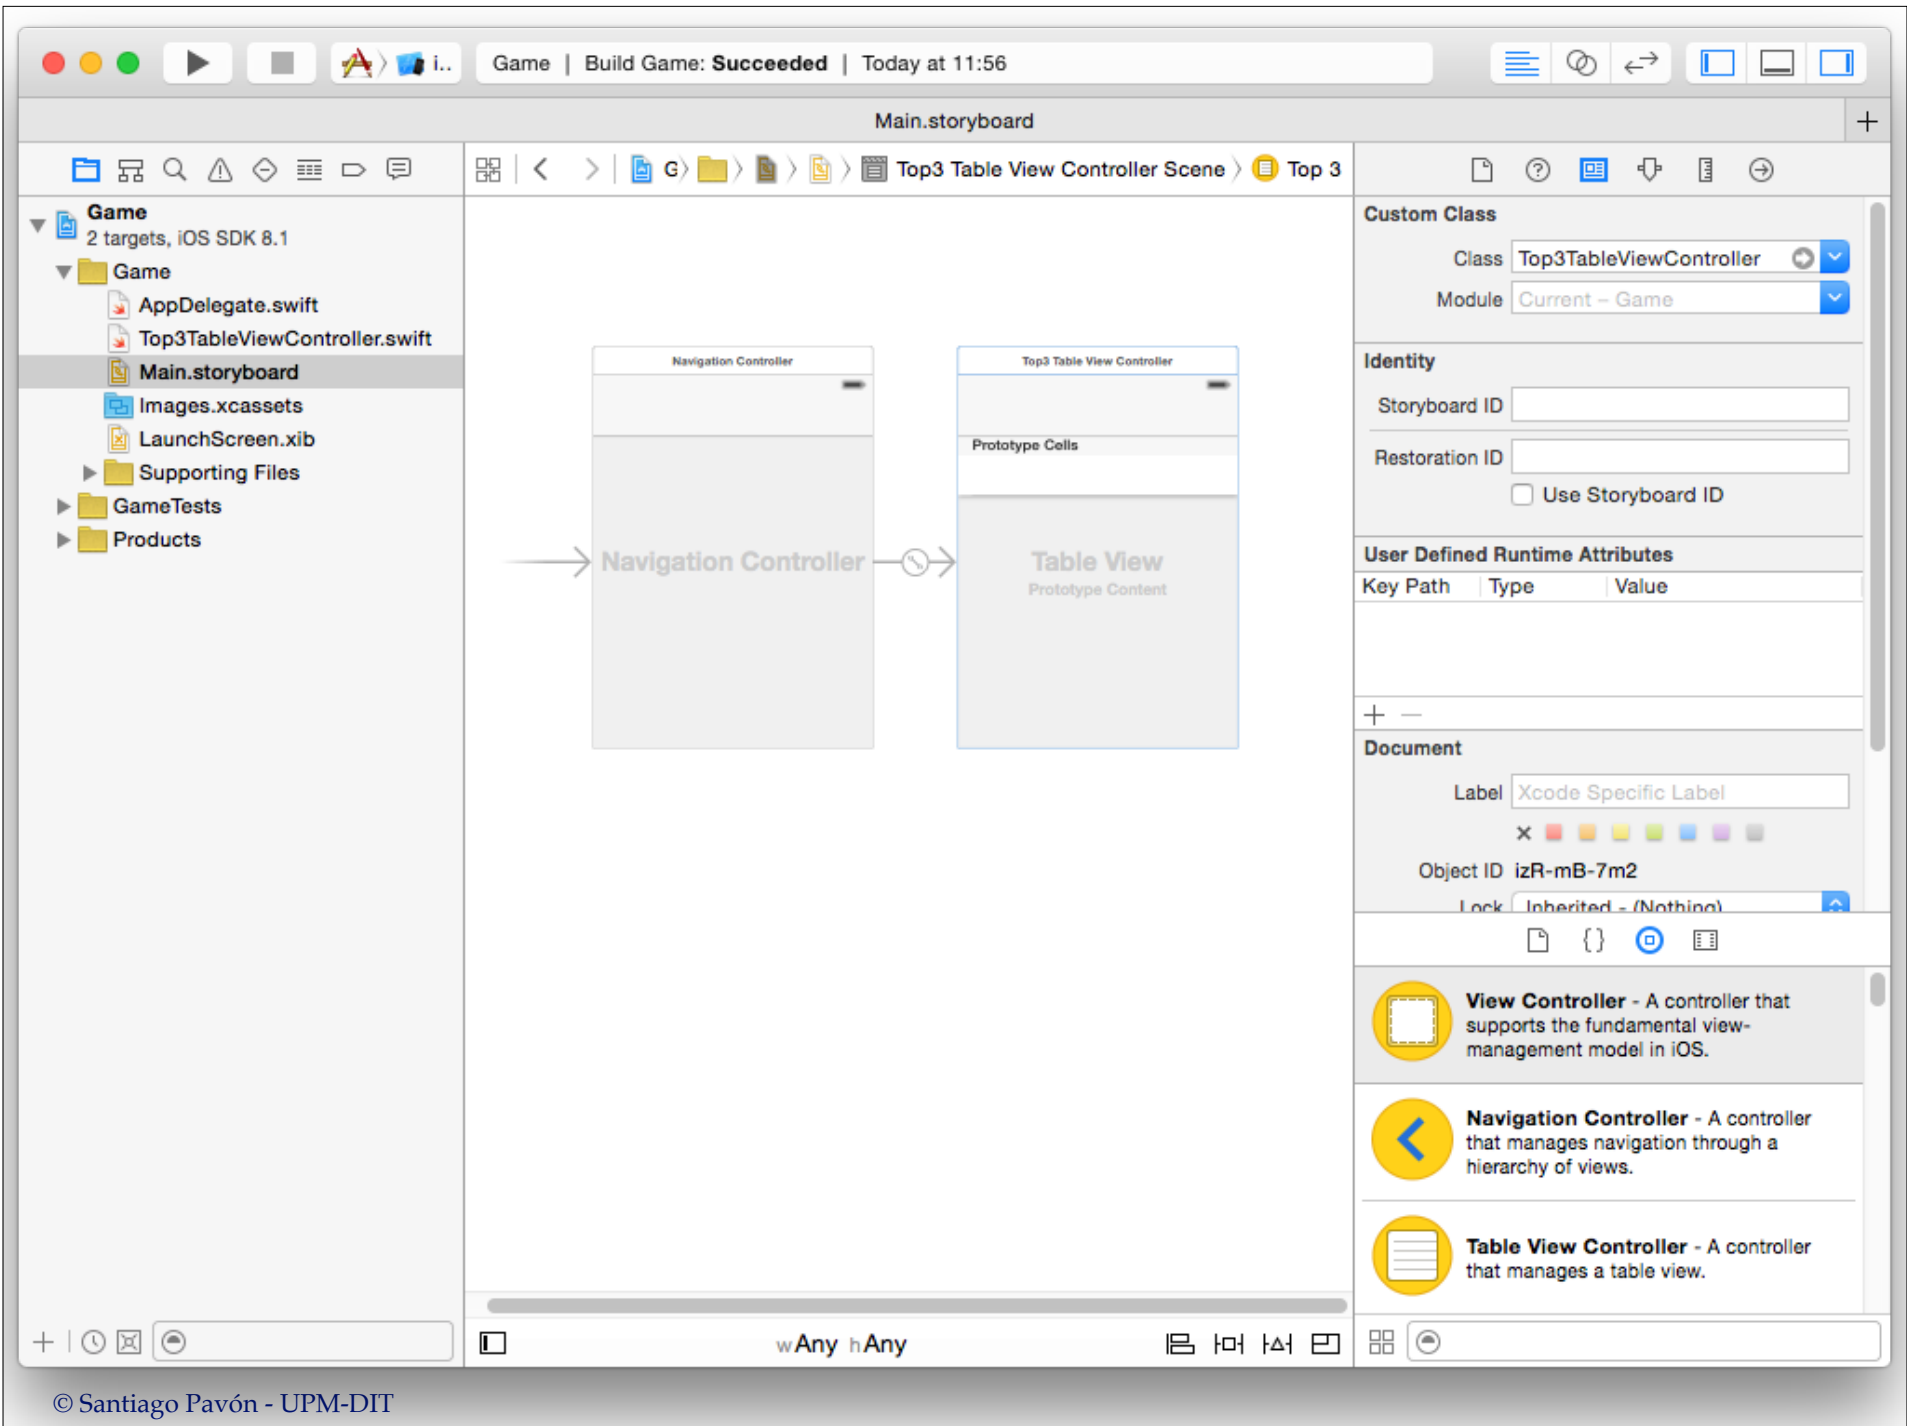 i..
Game | Build Game: Succeeded | Today at 11:56
Main.storyboard
G
Top3 Table View Controller Scene
Top 3
Game
2 targets, iOS SDK 8.1
Game
AppDelegate.swift
Top3TableViewController.swift
Main.storyboard
Images.xcassets
LaunchScreen.xib
Supporting Files
GameTests
Products
Navigation Controller
Navigation Controller
Top3 Table View Controller
Prototype Cells
Table View
Prototype Content
wAny hAny
Custom Class
Class Top3TableViewController
Module Current – Game
Identity
Storyboard ID
Restoration ID
Use Storyboard ID
User Defined Runtime Attributes
Key Path Type Value
Document
Label Xcode Specific Label
Object ID izR-mB-7m2
Lock Inherited - (Nothing)
{}
View Controller - A controller that
supports the fundamental view-
management model in iOS.
Navigation Controller - A controller
that manages navigation through a
hierarchy of views.
Table View Controller - A controller
that manages a table view.
© Santiago Pavón - UPM-DIT